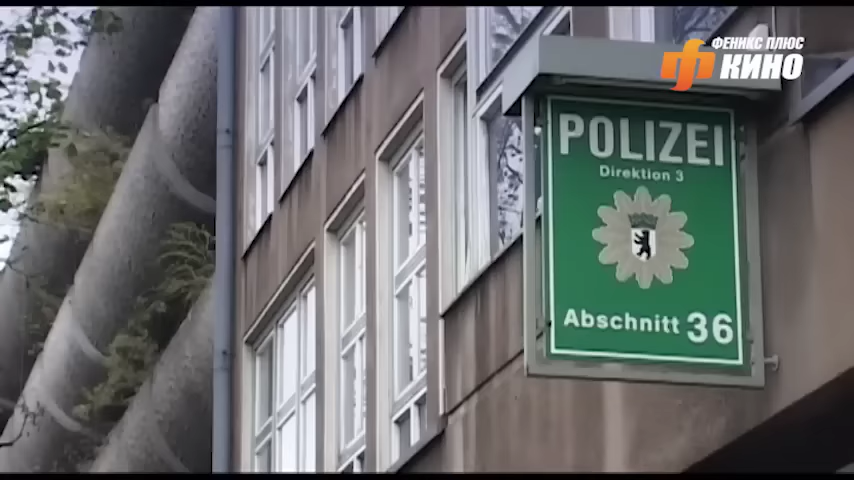 ФЕНИКС ПЛЮС
КИНО
POLIZEI
Direktion 3
Abschnitt 36